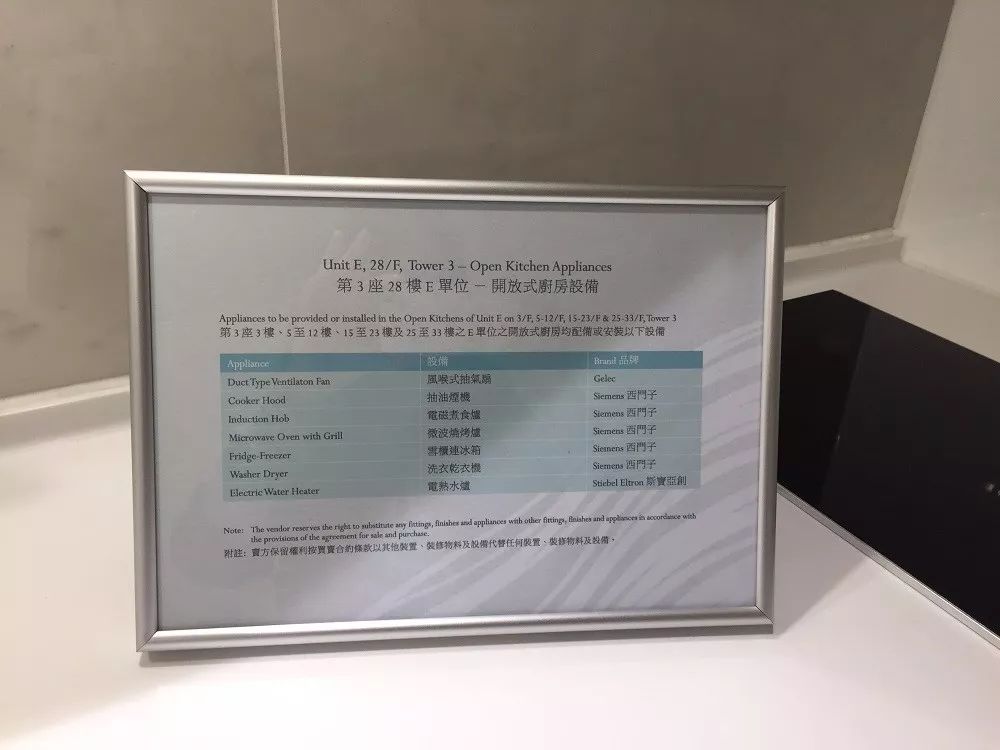 Unit E, 28/F, Tower 3 – Open Kitchen Appliances
第 3 座 28 樓 E 單位 － 開放式廚房設備
Appliances to be provided or installed in the Open Kitchens of Unit E on 3/F, 5-12/F, 15-23/F & 25-33/F, Tower 3
第 3 座 3 樓、5 至 12 樓、15 至 23 樓及 25 至 33 樓之 E 單位之開放式廚房均配備或安裝以下設備
Appliance 設備 Brand 品牌
Duct Type Ventilaton Fan 風喉式抽氣扇 Gelec
Cooker Hood 抽油煙機 Siemens 西門子
Induction Hob 電磁煮食爐 Siemens 西門子
Microwave Oven with Grill 微波燒烤爐 Siemens 西門子
Fridge-Freezer 雪櫃連冰箱 Siemens 西門子
Washer Dryer 洗衣乾衣機 Siemens 西門子
Electric Water Heater 電熱水爐 Stiebel Eltron 斯寶亞創
Note: The vendor reserves the right to substitute any fittings, finishes and appliances with other fittings, finishes and appliances in accordance with
the provisions of the agreement for sale and purchase.
附註: 賣方保留權利按買賣合約條款以其他裝置、裝修物料及設備代替任何裝置、裝修物料及設備。